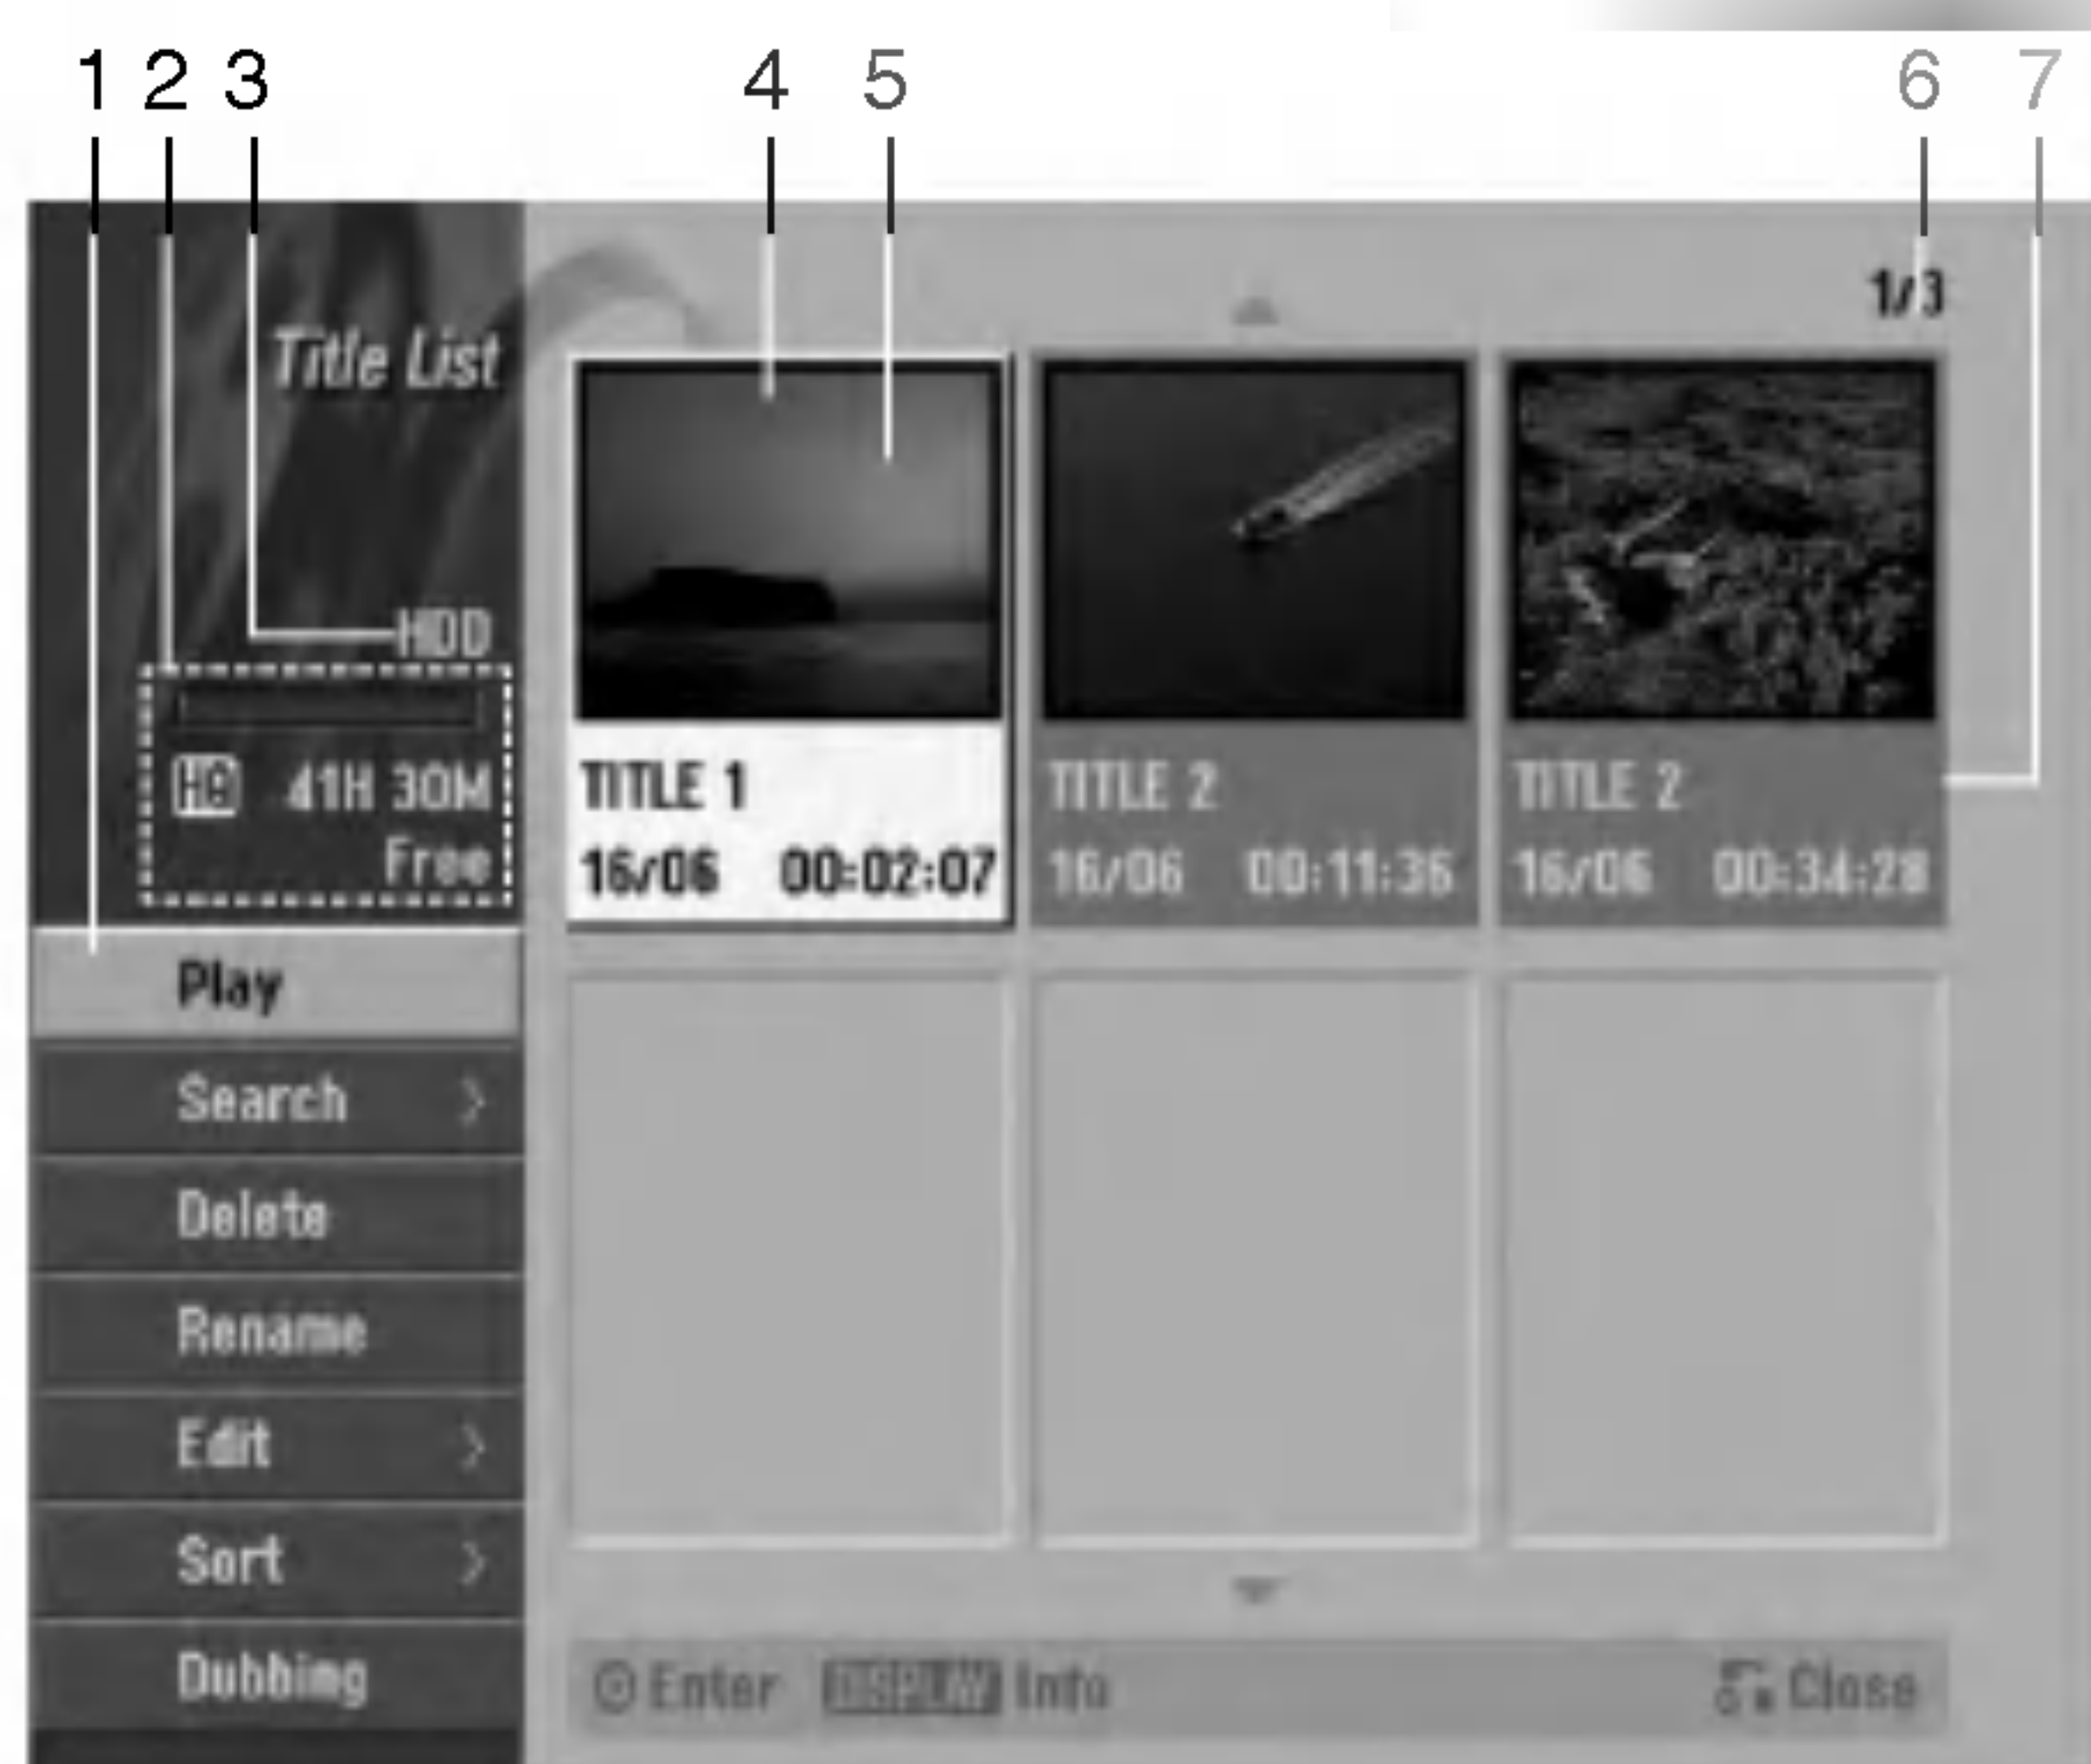 1 2 3 4 5 6 7
1/3
Title List
HDD
HQ 41H 30M
Free
TITLE 1
16/06 00:02:07
TITLE 2
16/06 00:11:36
TITLE 2
16/06 00:34:28
Play
Search >
Delete
Rename
Edit >
Sort >
Dubbing
Enter DISPLAY Info Close